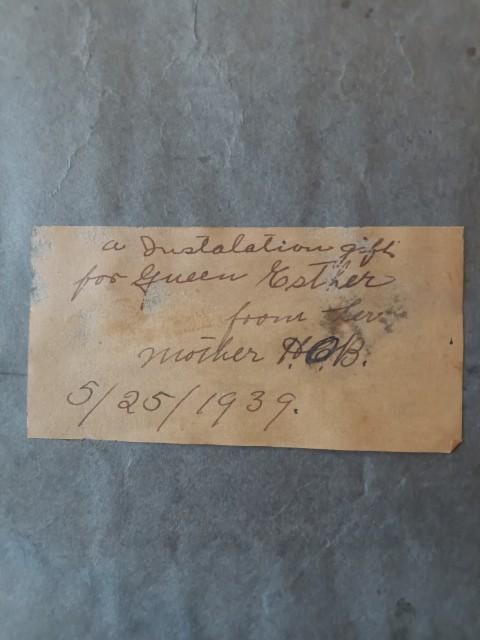 a Instalation gift
for Queen Esther
from her
mother H.O.B.
5/25/1939.